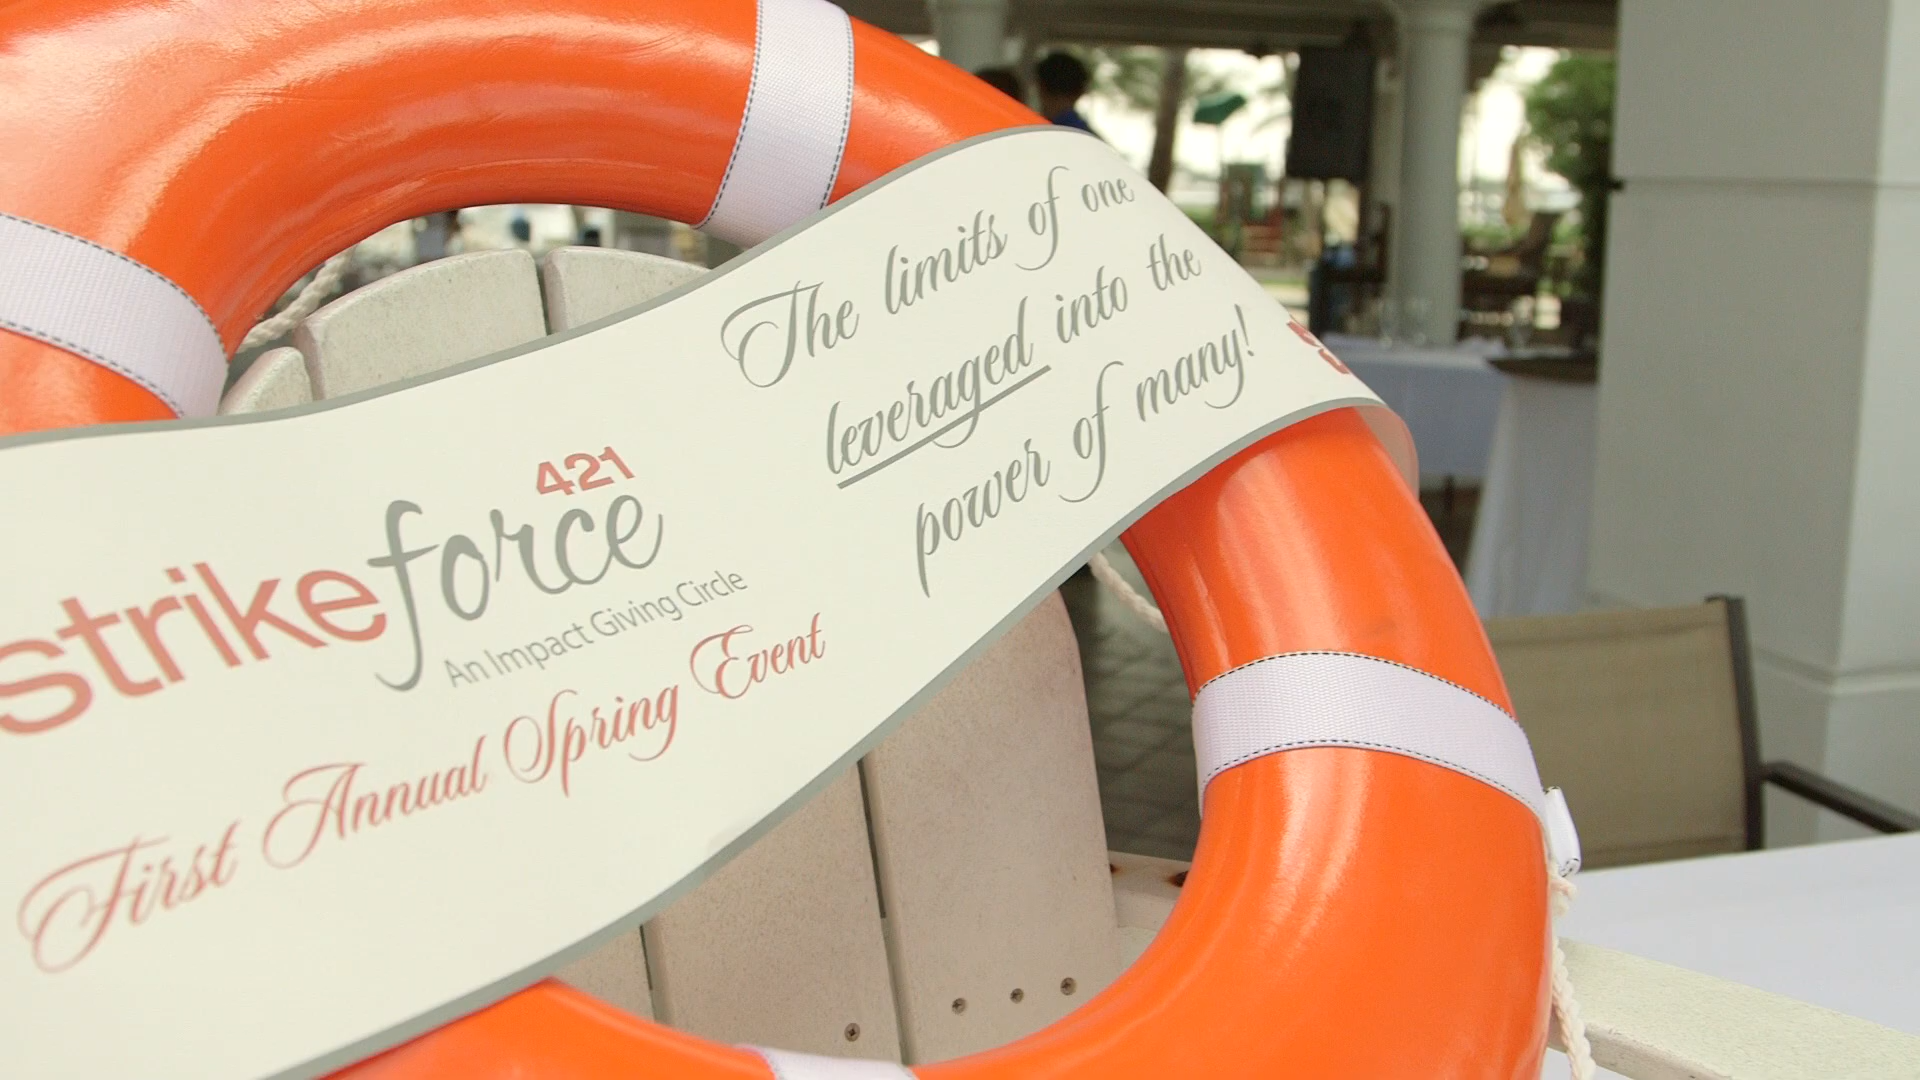 strikeforce 421
An Impact Giving Circle
First Annual Spring Event
The limits of one
leveraged into the
power of many!